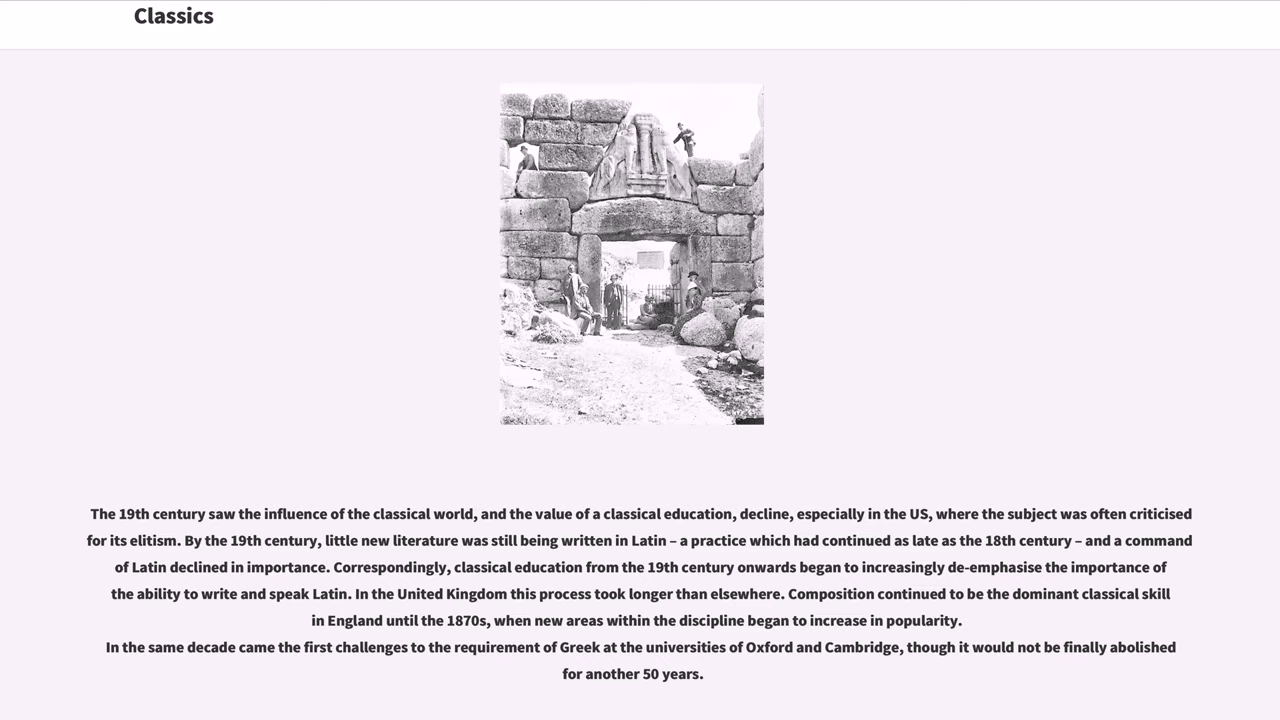 Classics
The 19th century saw the influence of the classical world, and the value of a classical education, decline, especially in the US, where the subject was often criticised
for its elitism. By the 19th century, little new literature was still being written in Latin – a practice which had continued as late as the 18th century – and a command
of Latin declined in importance. Correspondingly, classical education from the 19th century onwards began to increasingly de-emphasise the importance of
the ability to write and speak Latin. In the United Kingdom this process took longer than elsewhere. Composition continued to be the dominant classical skill
in England until the 1870s, when new areas within the discipline began to increase in popularity.
In the same decade came the first challenges to the requirement of Greek at the universities of Oxford and Cambridge, though it would not be finally abolished
for another 50 years.